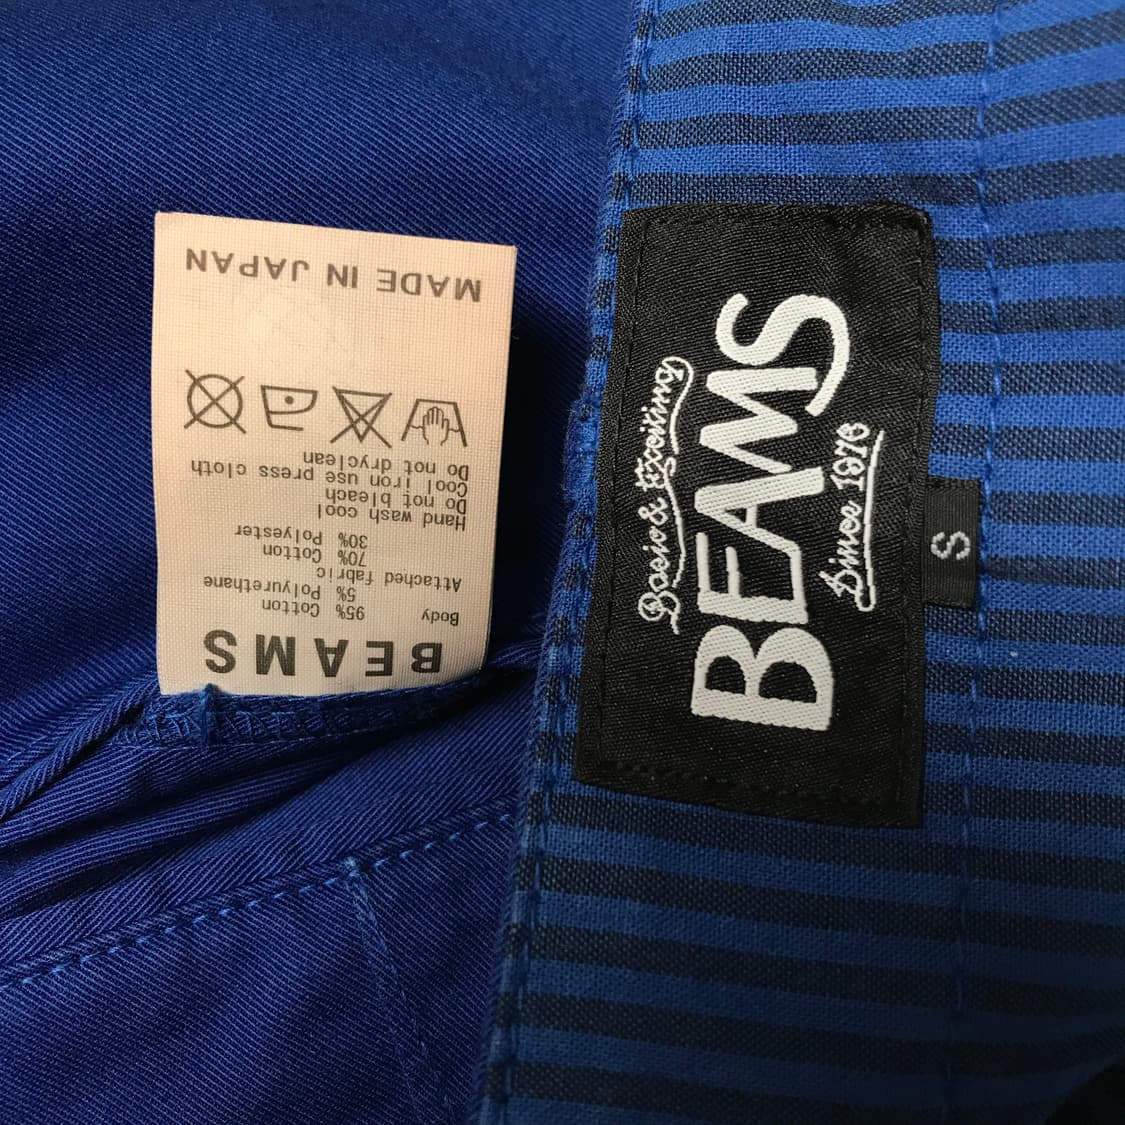 BEAMS
Body 95% Cotton
5% Polyurethane
Attached fabric
70% Cotton
30% Polyester
Hand wash cool
Do not bleach
Cool iron use press cloth
Do not dryclean
MADE IN JAPAN
Basic & Exciting
BEAMS
Since 1976
S